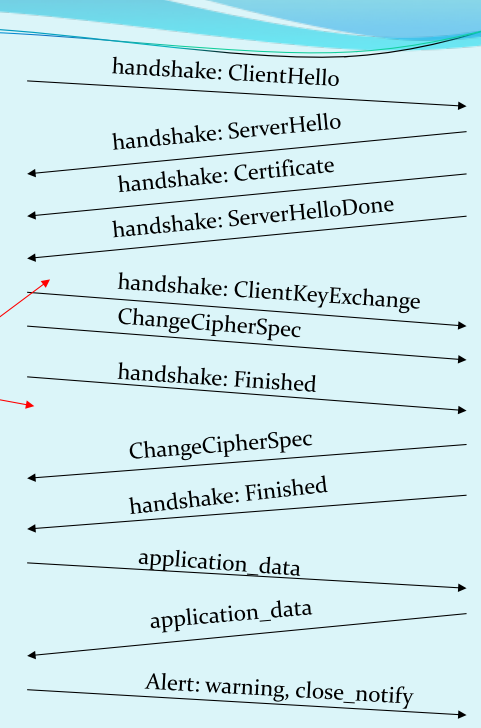 handshake: ClientHello
handshake: ServerHello
handshake: Certificate
handshake: ServerHelloDone
handshake: ClientKeyExchange
ChangeCipherSpec
handshake: Finished
ChangeCipherSpec
handshake: Finished
application_data
application_data
Alert: warning, close_notify